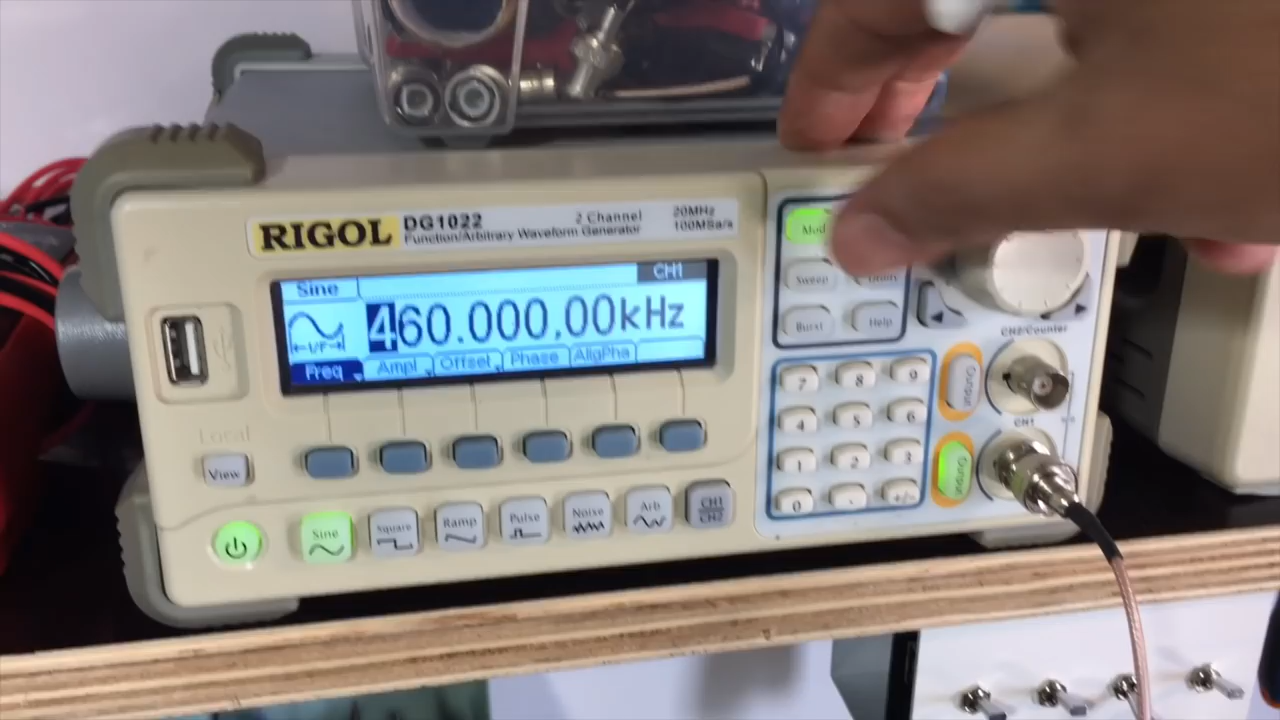 RIGOL DG1022 2 Channel 20MHz
Function/Arbitrary Waveform Generator 100MSa/s
Sine CH1
460.000,00kHz
Freq Ampl Offset Phase AligPha
Local
View
Sine Square Ramp Pulse Noise Arb CH1
CH2
Mod
Sweep
Burst Help
7 8 9
4 5 6
1 2 3
0 . +/-
CH2/Counter
Output
CH1
Output